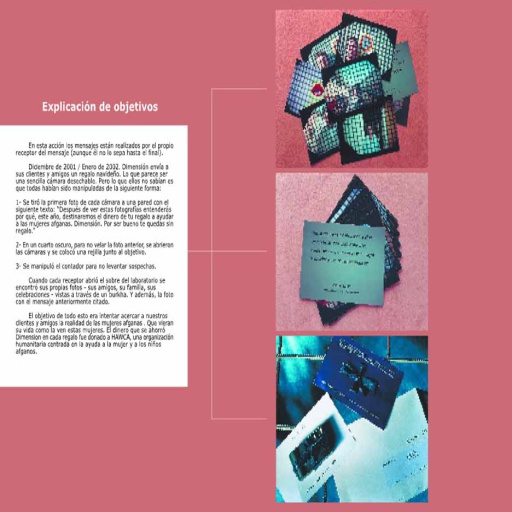 Explicación de objetivos
En esta acción los mensajes están realizados por el propio
receptor del mensaje (aunque él no lo sepa hasta el final).
Diciembre de 2001 / Enero de 2002. Dimensión envía a
sus clientes y amigos un regalo navideño. Lo que parece ser
una sencilla cámara desechable. Pero lo que ellos no sabían es
que todas habían sido manipuladas de la siguiente forma:
1- Se tiró la primera foto de cada cámara a una pared con el
siguiente texto: "Después de ver estas fotografías entenderás
por qué, este año, destinaremos el dinero de tu regalo a ayudar
a las mujeres afganas. Dimensión. Por ser bueno te quedas sin
regalo."
2- En un cuarto oscuro, para no velar la foto anterior, se abrieron
las cámaras y se colocó una rejilla junto al objetivo.
3- Se manipuló el contador para no levantar sospechas.
Cuando cada receptor abrió el sobre del laboratorio se
encontró sus propias fotos - sus amigos, su familia, sus
celebraciones - vistas a través de un burkha. Y además, la foto
con el mensaje anteriormente citado.
El objetivo de todo esto era intentar acercar a nuestros
clientes y amigos la realidad de las mujeres afganas . Que vieran
su vida como la ven estas mujeres. El dinero que se ahorró
Dimension en cada regalo fue donado a HAWCA, una organización
humanitaria centrada en la ayuda a la mujer y a los niños
afganos.